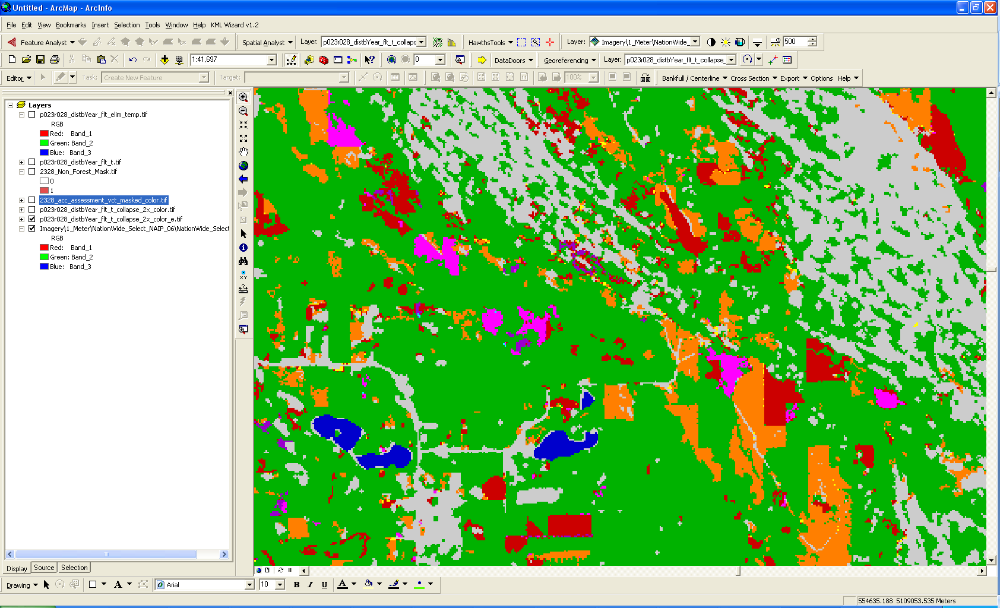 Untitled - ArcMap - ArcInfo
File Edit View Bookmarks Insert Selection Tools Window Help KML Wizard v1.2
Feature Analyst Spatial Analyst Layer: p023r028_distbYear_flt_t_collaps HawthsTools Layer: Imagery\1_Meter\NationWide_ 500
1:41,697 0 DataDoors Georeferencing Layer: p023r028_distbYear_flt_t_collapse_
Editor Task: Create New Feature Target: 100% Bankfull / Centerline Cross Section Export Options Help
Layers
p023r028_distbYear_flt_elim_temp.tif
RGB
Red: Band_1
Green: Band_2
Blue: Band_3
p023r028_distbYear_flt_t.tif
2328_Non_Forest_Mask.tif
0
1
2328_acc_assessment_vct_masked_color.tif
p023r028_distbYear_flt_t_collapse_2x_color.tif
p023r028_distbYear_flt_t_collapse_2x_color_e.tif
Imagery\1_Meter\NationWide_Select_NAIP_06\NationWide_Select
RGB
Red: Band_1
Green: Band_2
Blue: Band_3
XY
Display Source Selection
Drawing A Arial 10 B I U A
554635.188 5109053.535 Meters